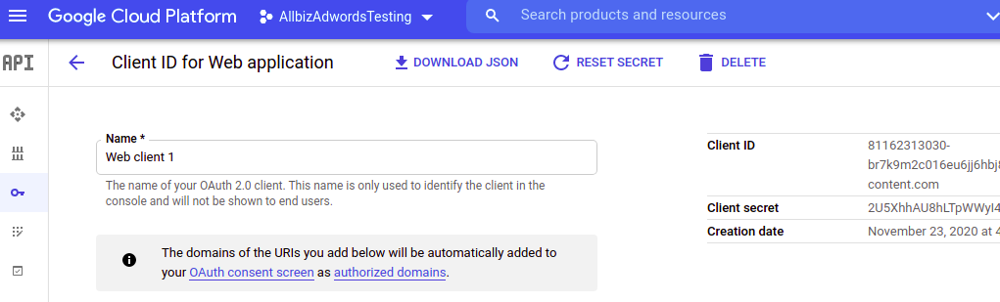 Google Cloud Platform
AllbizAdwordsTesting
Search products and resources
API
Client ID for Web application
DOWNLOAD JSON
RESET SECRET
DELETE
Name *
Web client 1
The name of your OAuth 2.0 client. This name is only used to identify the client in the
console and will not be shown to end users.
The domains of the URIs you add below will be automatically added to
your OAuth consent screen as authorized domains.
Client ID
81162313030-
br7k9m2c016eu6jj6hbj8
content.com
Client secret
2U5XhhAU8hLTpWWyI4
Creation date
November 23, 2020 at 4